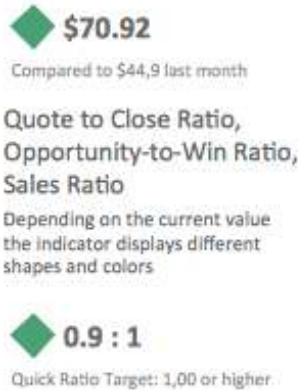 $70.92
Compared to $44,9 last month
Quote to Close Ratio,
Opportunity-to-Win Ratio,
Sales Ratio
Depending on the current value
the indicator displays different
shapes and colors
0.9 : 1
Quick Ratio Target: 1,00 or higher